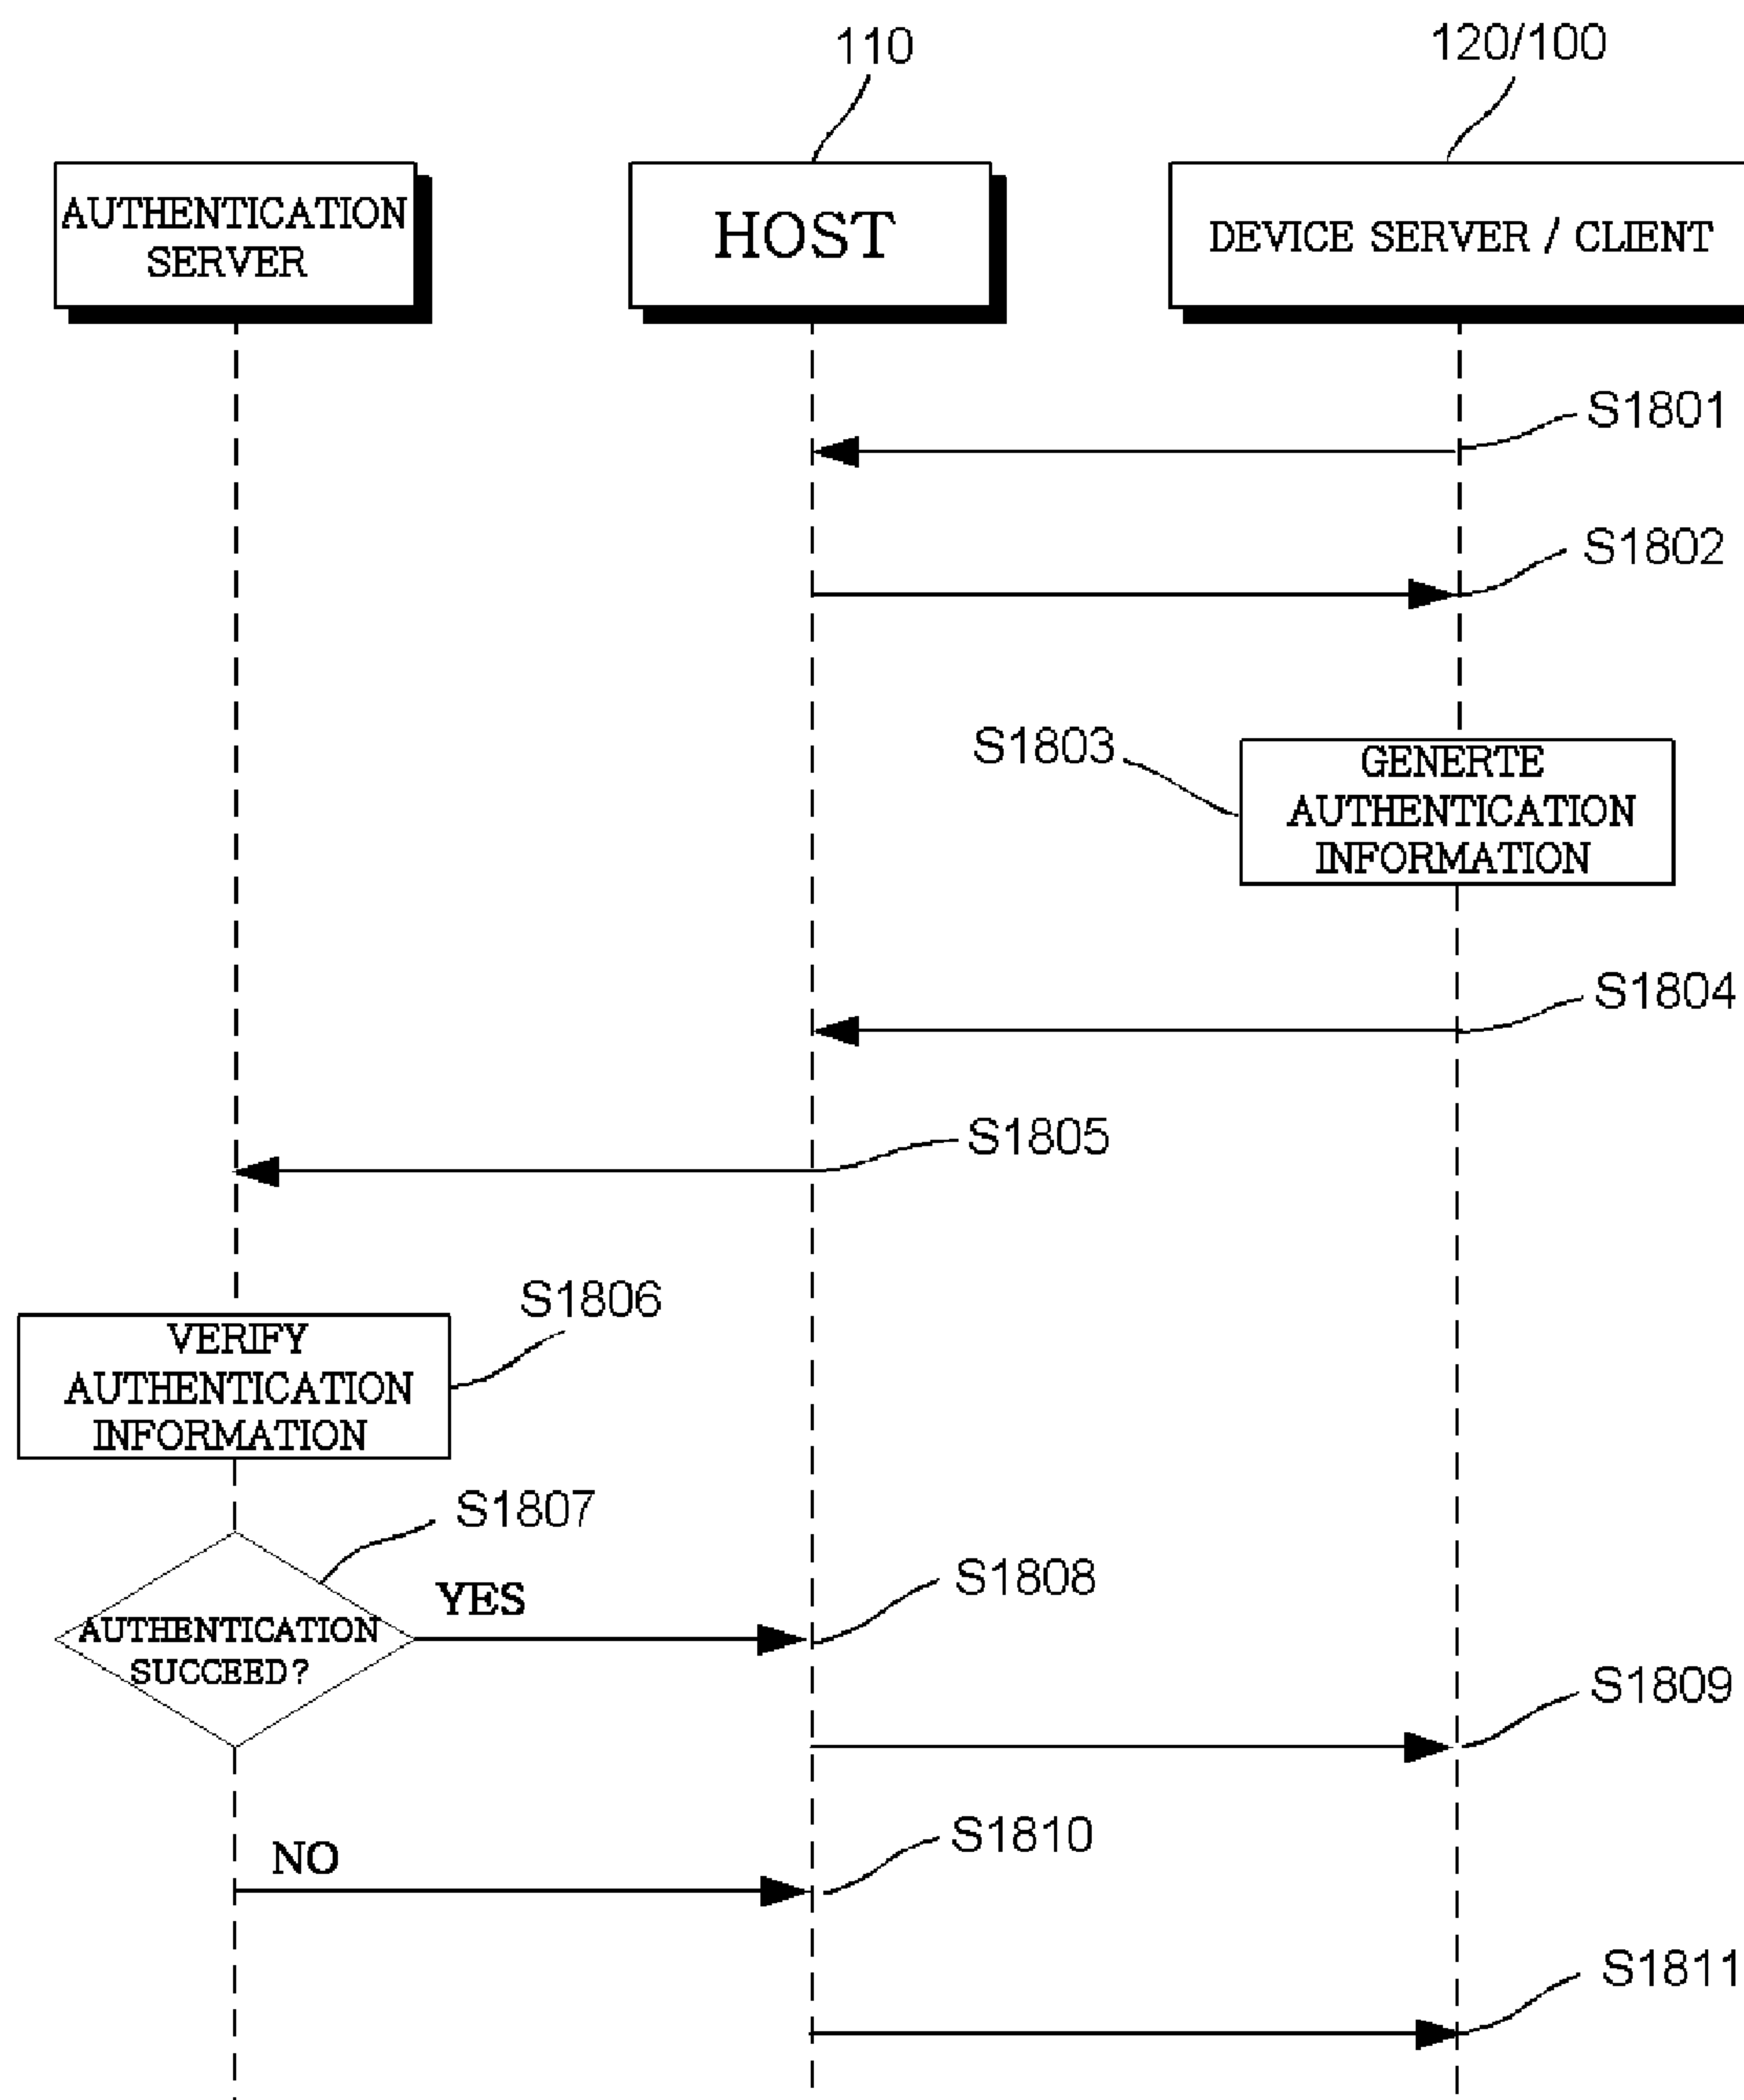 110
120/100
AUTHENTICATION
SERVER
HOST
DEVICE SERVER / CLIENT
S1801
S1802
S1803
GENERTE
AUTHENTICATION
INFORMATION
S1804
S1805
S1806
VERIFY
AUTHENTICATION
INFORMATION
S1807
YES
S1808
AUTHENTICATION
SUCCEED?
S1809
NO
S1810
S1811